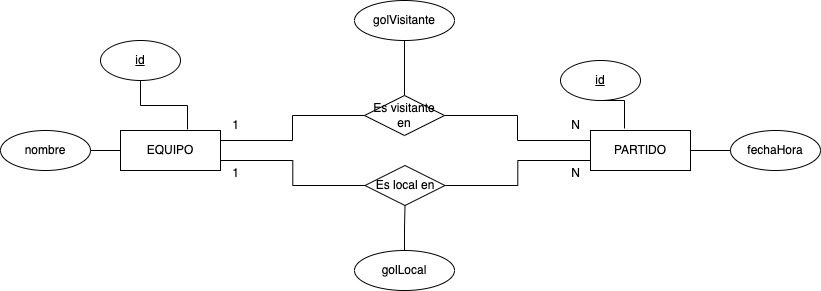 golVisitante
id
id
Es visitante
en
1
N
nombre
EQUIPO
PARTIDO
fechaHora
1
N
Es local en
golLocal